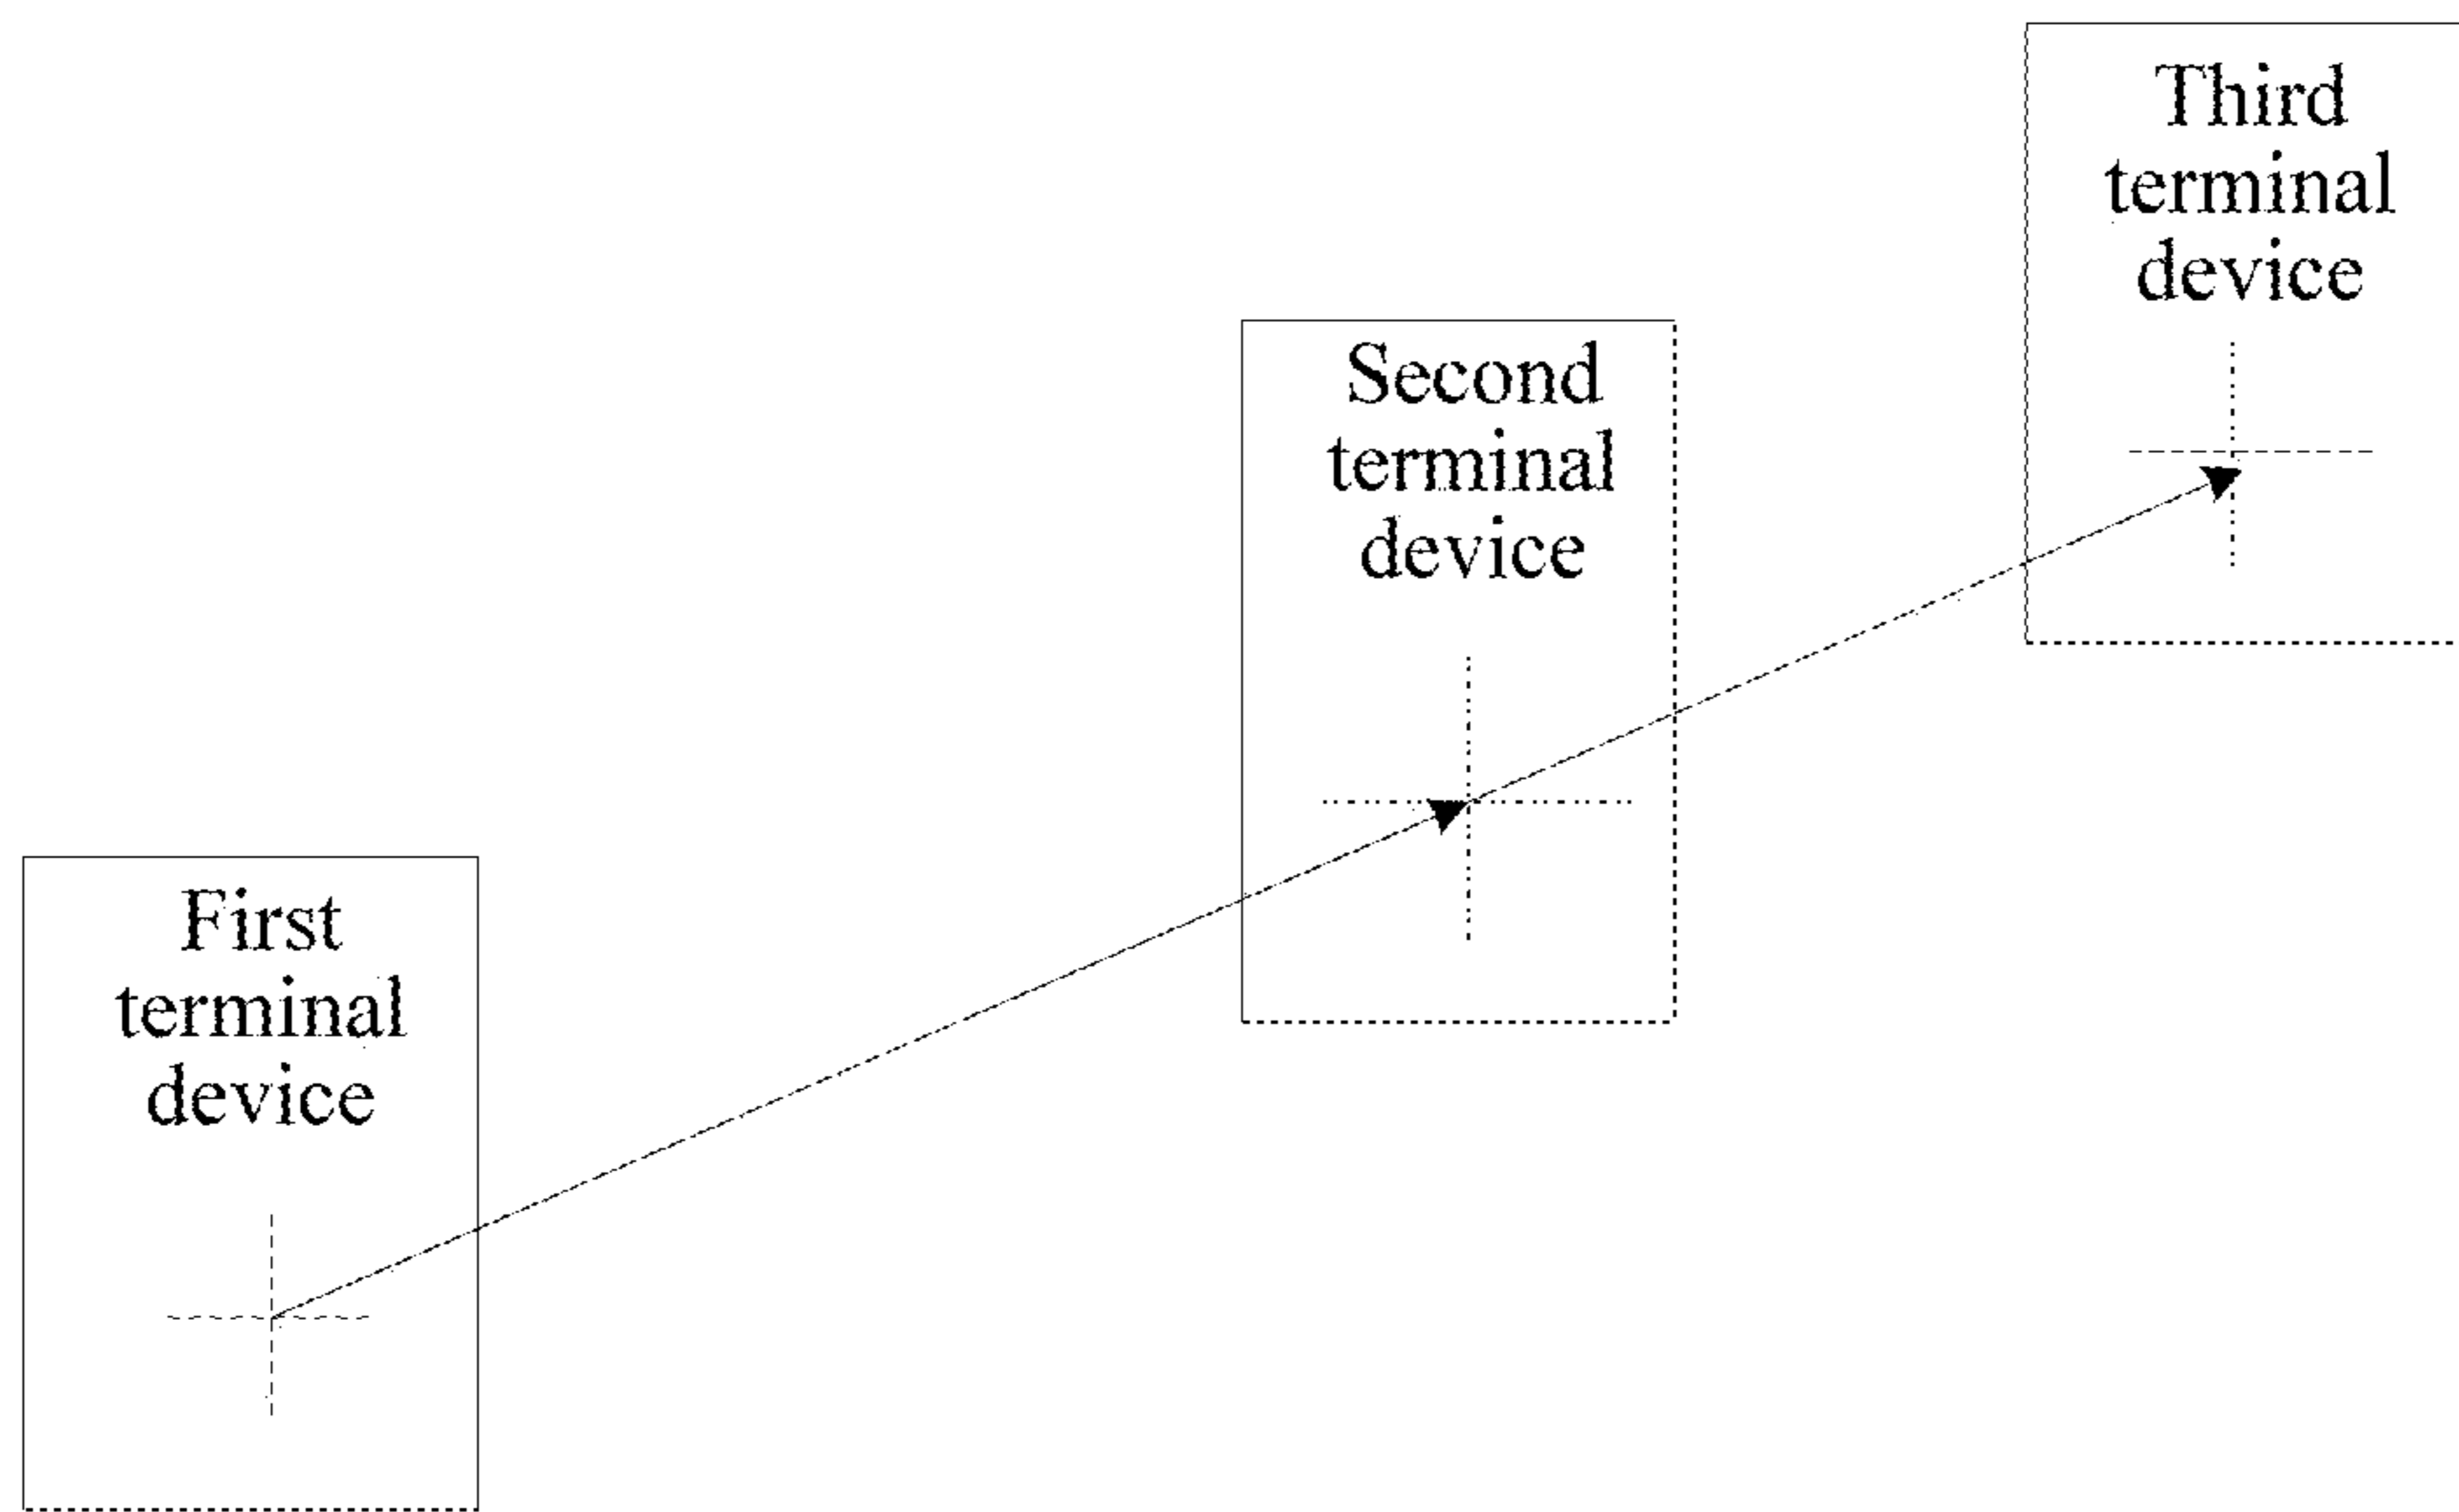 Third
terminal
device
Second
terminal
device
First
terminal
device